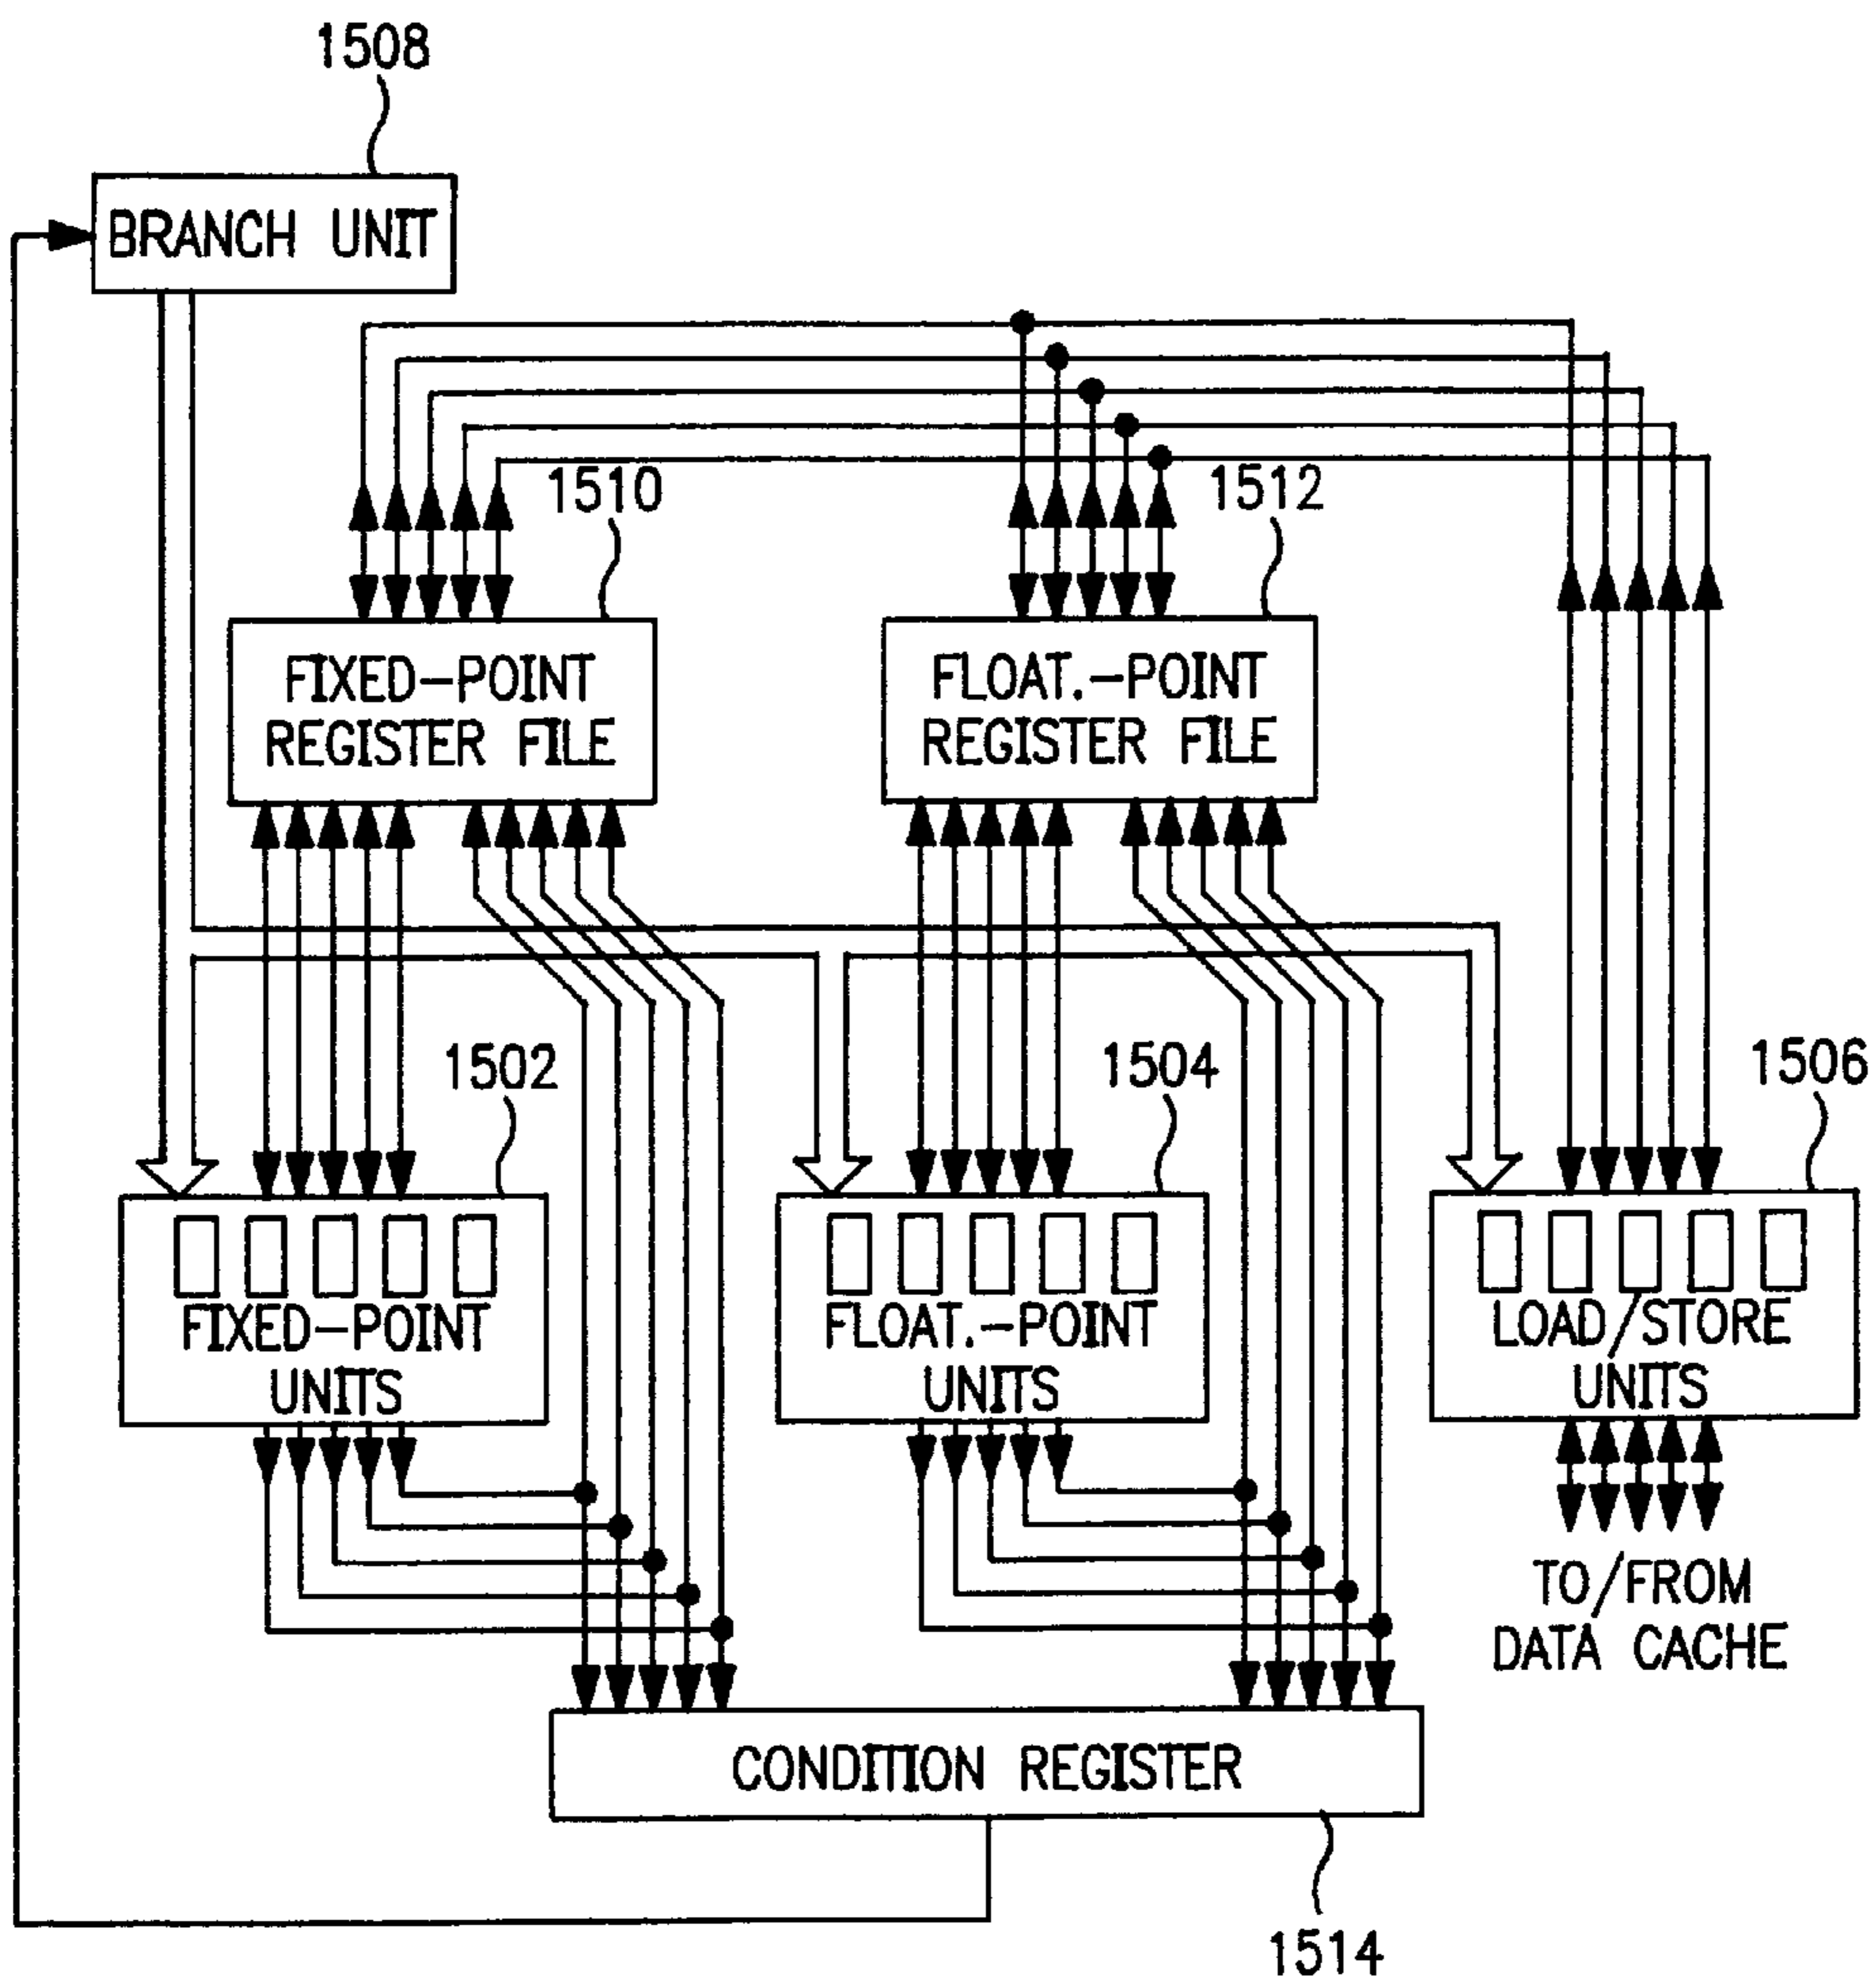 1508
BRANCH UNIT
1510
1512
FIXED-POINT
REGISTER FILE
FLOAT.-POINT
REGISTER FILE
1502
1504
1506
FIXED-POINT
UNITS
FLOAT.-POINT
UNITS
LOAD/STORE
UNITS
TO/FROM
DATA CACHE
CONDITION REGISTER
1514